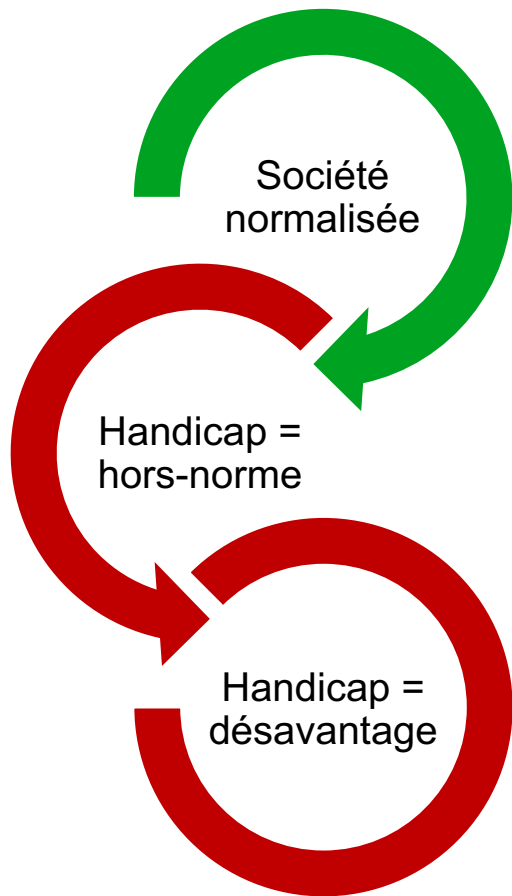 Société
normalisée
Handicap =
hors-norme
Handicap =
désavantage